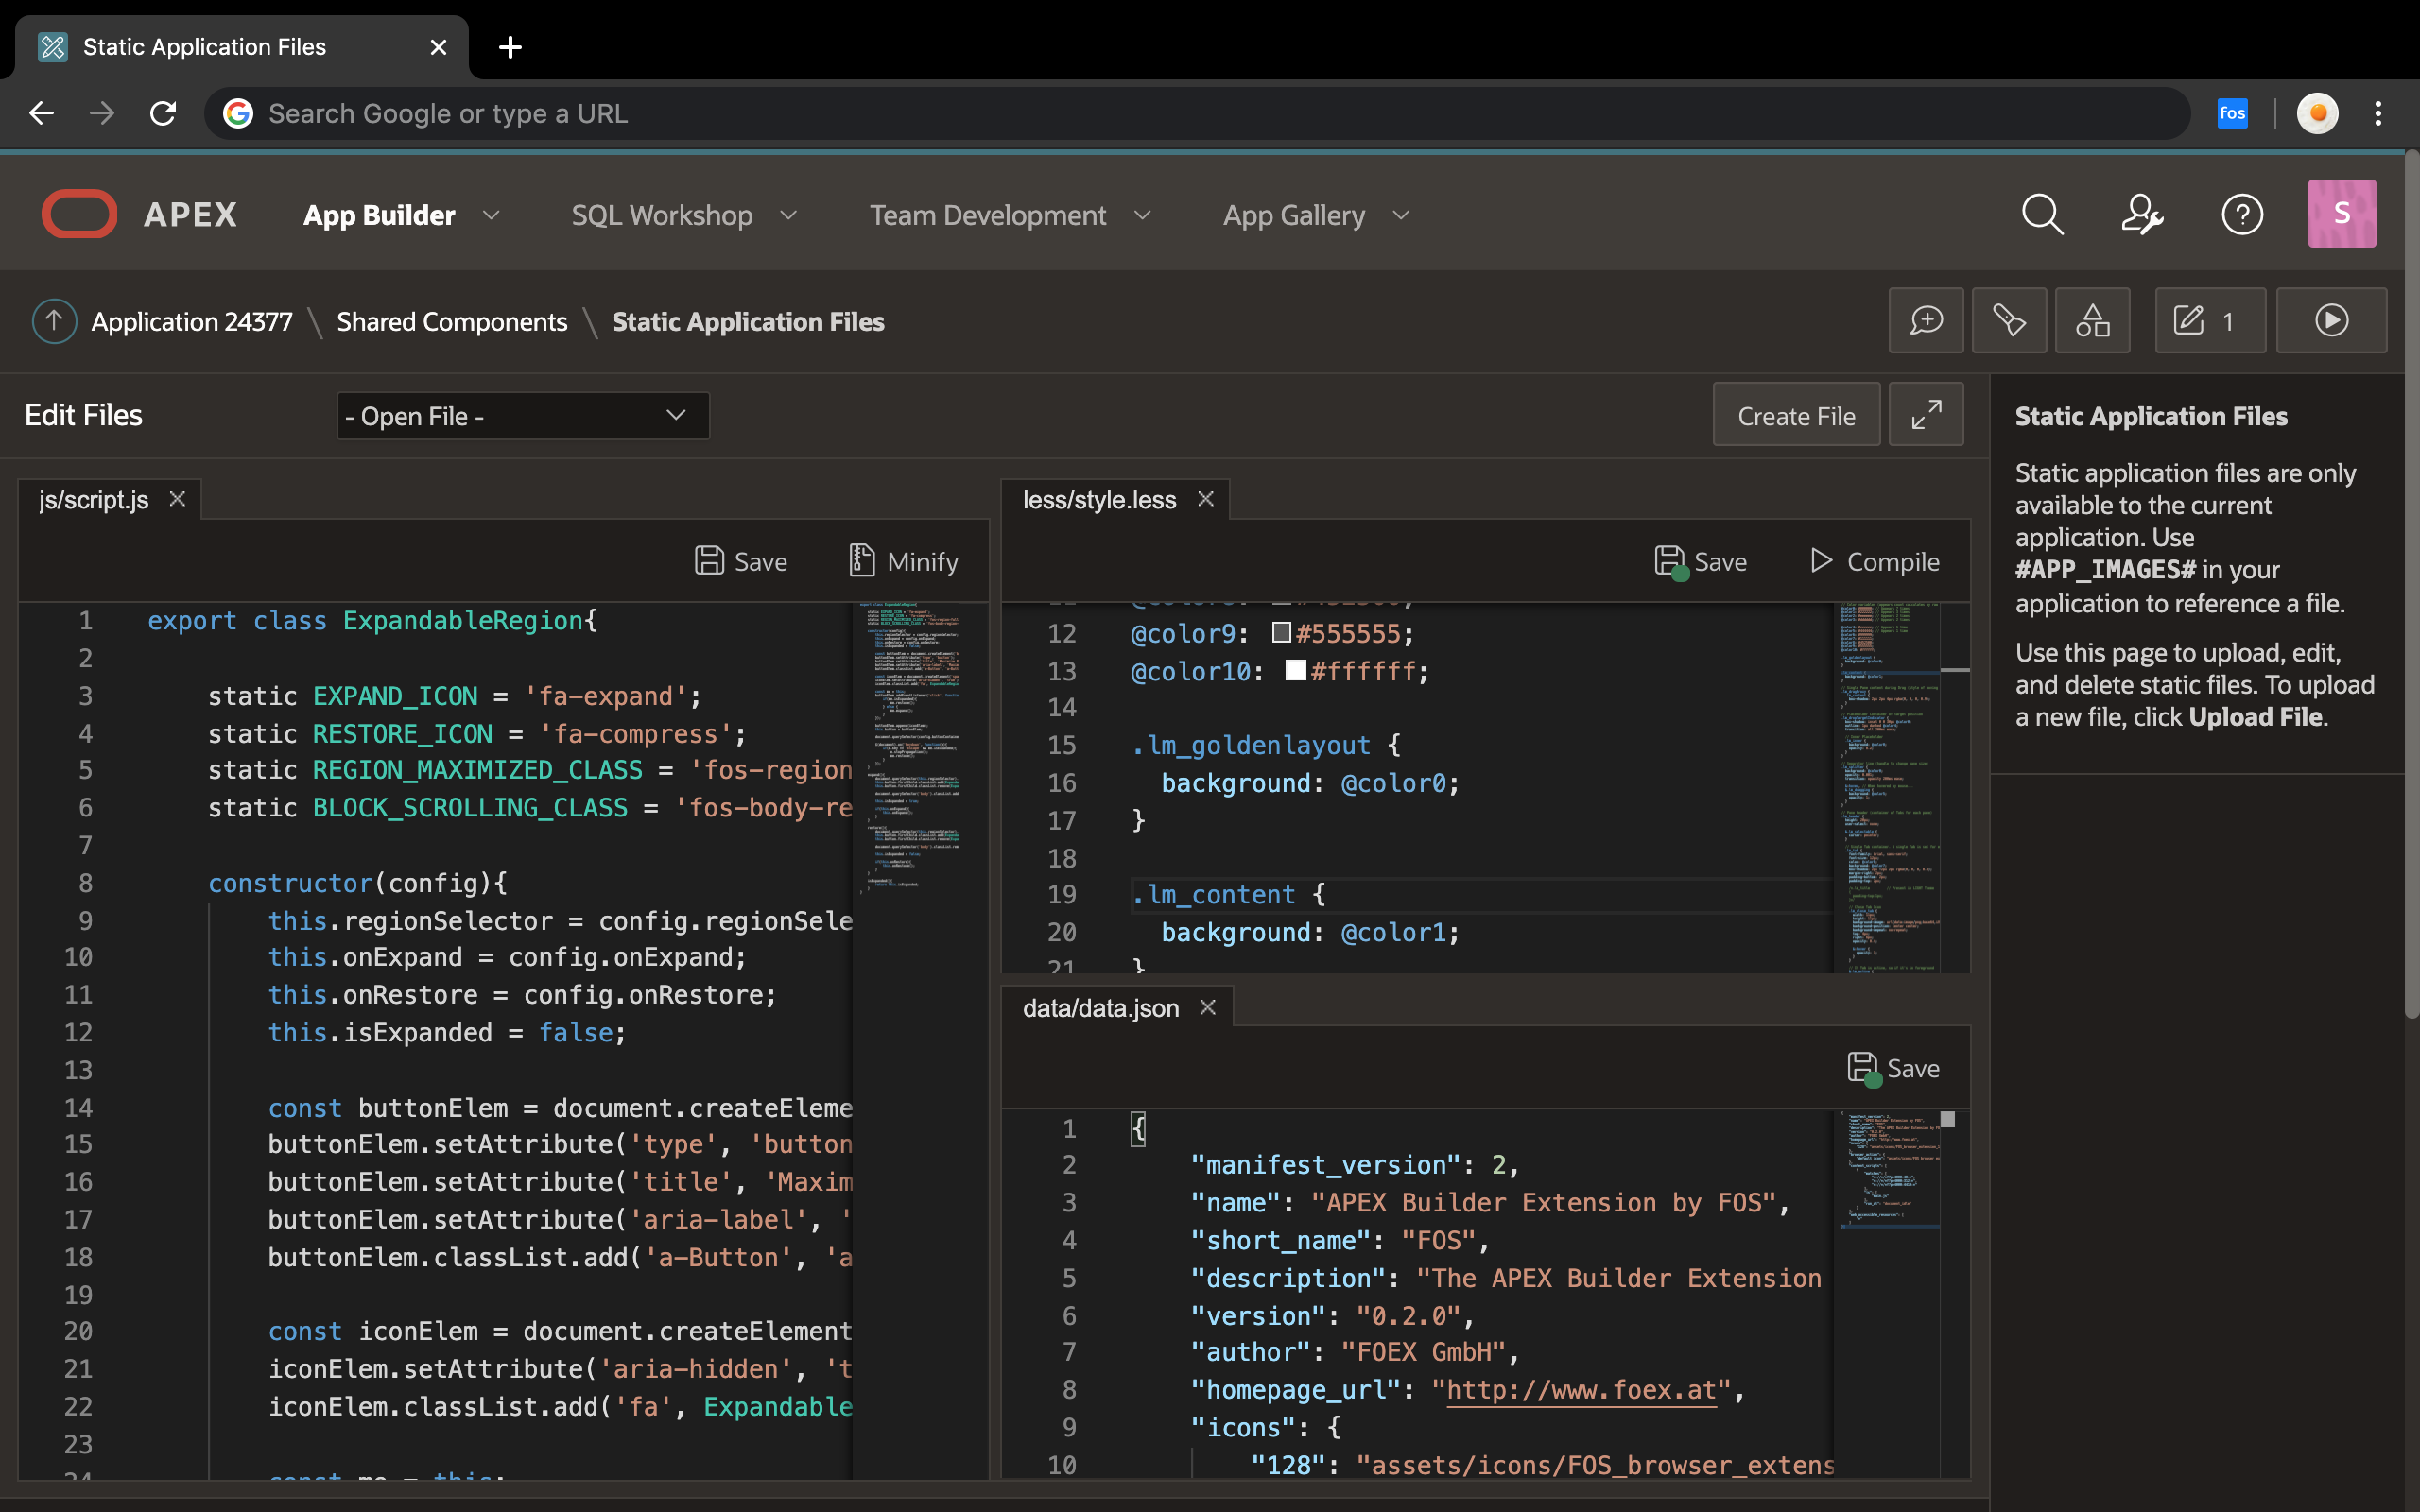 Static Application Files
Search Google or type a URL
fos
APEX
App Builder
SQL Workshop
Team Development
App Gallery
?
S
Application 24377 \ Shared Components \ Static Application Files
1
Edit Files
- Open File -
Create File
js/script.js
Save
Minify
1 export class ExpandableRegion{
2
3 static EXPAND_ICON = 'fa-expand';
4 static RESTORE_ICON = 'fa-compress';
5 static REGION_MAXIMIZED_CLASS = 'fos-region
6 static BLOCK_SCROLLING_CLASS = 'fos-body-re
7
8 constructor(config){
9 this.regionSelector = config.regionSele
10 this.onExpand = config.onExpand;
11 this.onRestore = config.onRestore;
12 this.isExpanded = false;
13
14 const buttonElem = document.createEleme
15 buttonElem.setAttribute('type', 'button
16 buttonElem.setAttribute('title', 'Maxim
17 buttonElem.setAttribute('aria-label', '
18 buttonElem.classList.add('a-Button', 'a
19
20 const iconElem = document.createElement
21 iconElem.setAttribute('aria-hidden', 't
22 iconElem.classList.add('fa', Expandable
23
24 const me = this;
less/style.less
Save
Compile
12 @color9: #555555;
13 @color10: #ffffff;
14
15 .lm_goldenlayout {
16 background: @color0;
17 }
18
19 .lm_content {
20 background: @color1;
21 }
data/data.json
Save
1 {
2 "manifest_version": 2,
3 "name": "APEX Builder Extension by FOS",
4 "short_name": "FOS",
5 "description": "The APEX Builder Extension
6 "version": "0.2.0",
7 "author": "FOEX GmbH",
8 "homepage_url": "http://www.foex.at",
9 "icons": {
10 "128": "assets/icons/FOS_browser_extens
Static Application Files
Static application files are only
available to the current
application. Use
#APP_IMAGES# in your
application to reference a file.
Use this page to upload, edit,
and delete static files. To upload
a new file, click Upload File.